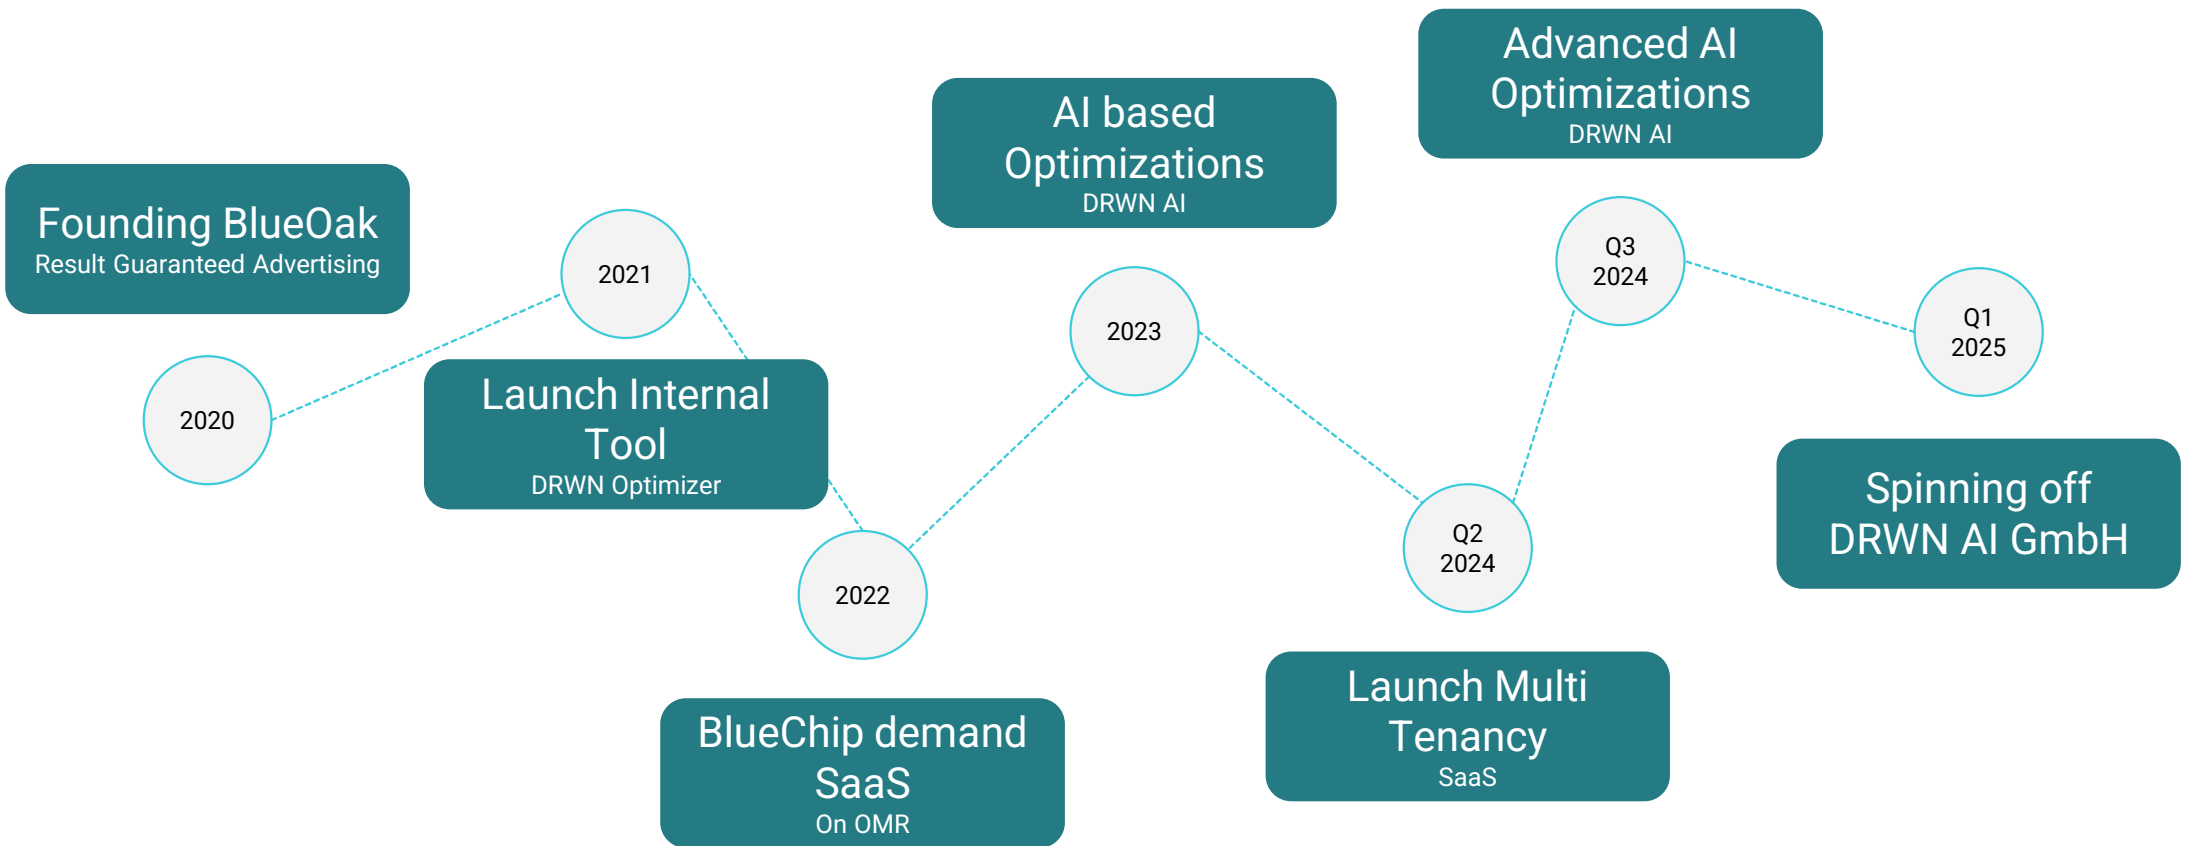 Founding BlueOak
Result Guaranteed Advertising
2020
2021
Launch Internal
Tool
DRWN Optimizer
2022
BlueChip demand
SaaS
On OMR
AI based
Optimizations
DRWN AI
2023
Q2
2024
Launch Multi
Tenancy
SaaS
Advanced AI
Optimizations
DRWN AI
Q3
2024
Q1
2025
Spinning off
DRWN AI GmbH